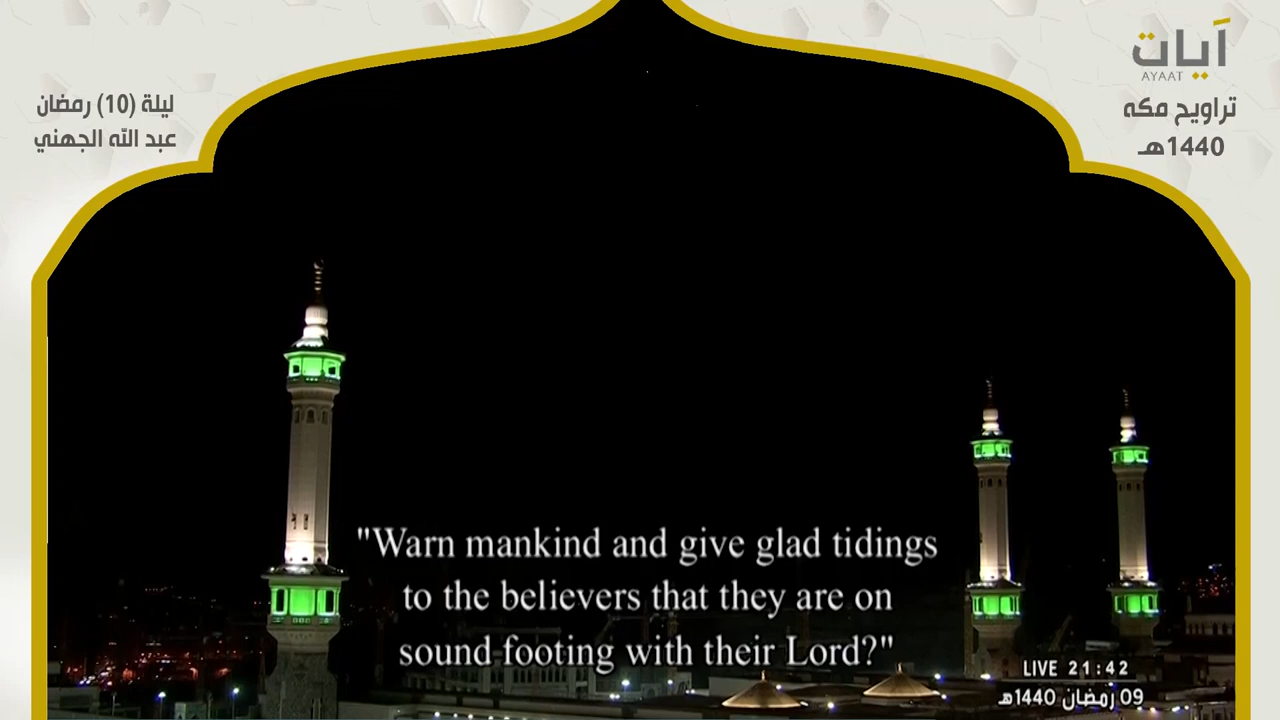 آيات
AYAAT
تراويح مكه
1440هـ
ليلة (10) رمضان
عبد الله الجهني
"Warn mankind and give glad tidings
to the believers that they are on
sound footing with their Lord?"
LIVE 21:42
09 رمضان 1440هـ